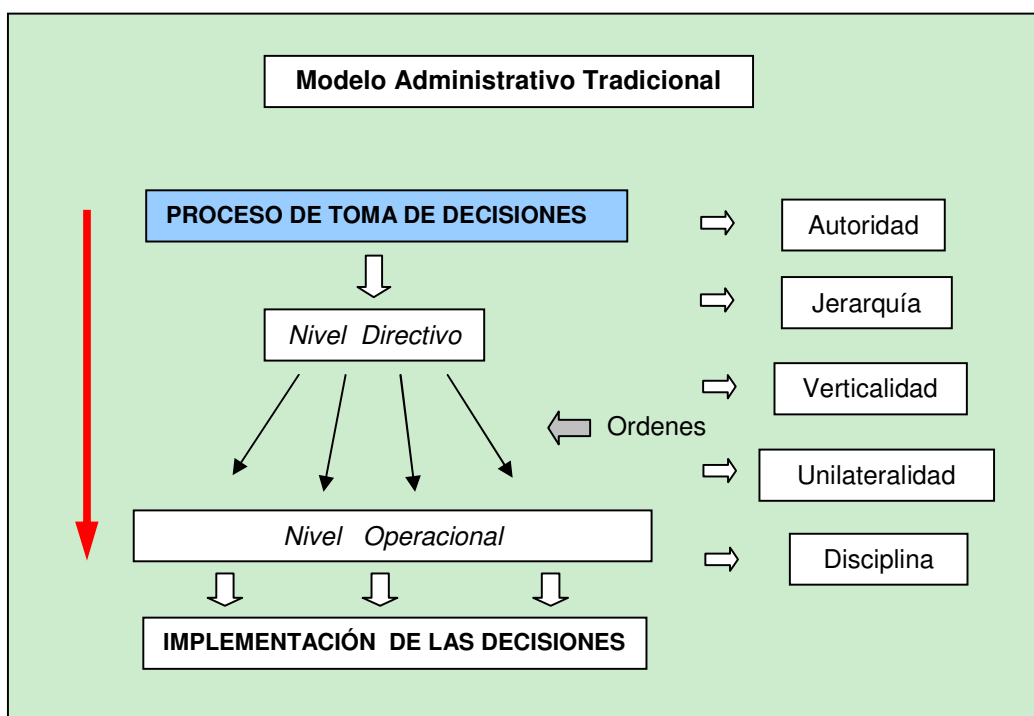 Modelo Administrativo Tradicional
PROCESO DE TOMA DE DECISIONES
Autoridad
Jerarquía
Nivel Directivo
Verticalidad
Ordenes
Unilateralidad
Nivel Operacional
Disciplina
IMPLEMENTACIÓN DE LAS DECISIONES